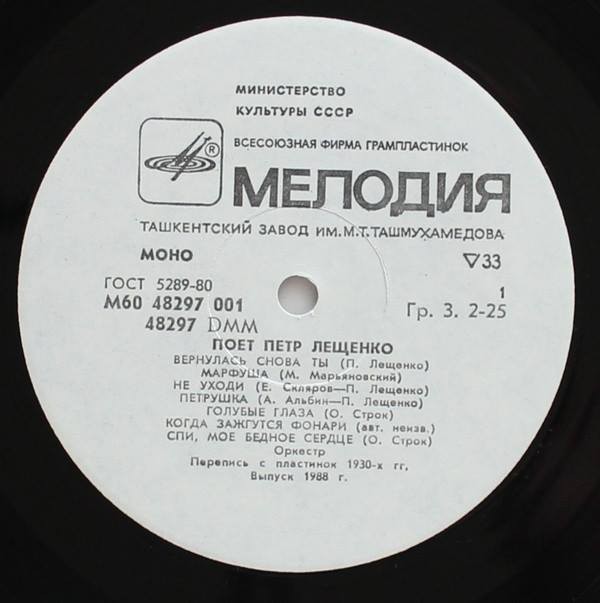 МИНИСТЕРСТВО
КУЛЬТУРЫ СССР
ВСЕСОЮЗНАЯ ФИРМА ГРАМПЛАСТИНОК
®
МЕЛОДИЯ
ТАШКЕНТСКИЙ ЗАВОД ИМ.М.Т.ТАШМУХАМЕДОВА
МОНО ▽33
ГОСТ 5289-80 1
М60 48297 001 Гр. 3. 2-25
48297 DMM
ПОЕТ ПЕТР ЛЕЩЕНКО
ВЕРНУЛАСЬ СНОВА ТЫ (П. Лещенко)
МАРФУША (М. Марьяновский)
НЕ УХОДИ (Е. Скляров—П. Лещенко)
ПЕТРУШКА (А. Альбин—П. Лещенко)
ГОЛУБЫЕ ГЛАЗА (О. Строк)
КОГДА ЗАЖГУТСЯ ФОНАРИ (авт. неизв.)
СПИ, МОЕ БЕДНОЕ СЕРДЦЕ (О. Строк)
Оркестр
Перепись с пластинок 1930-х гг.
Выпуск 1988 г.